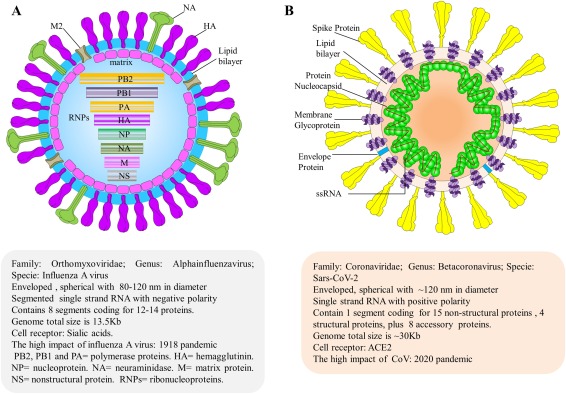 A
NA
M2
HA
matrix
Lipid
bilayer
PB2
PB1
RNPs
PA
HA
NP
NA
M
NS
Family: Orthomyxoviridae; Genus: Alphainfluenzavirus;
Specie: Influenza A virus
Enveloped , spherical with 80-120 nm in diameter
Segmented single strand RNA with negative polarity
Contains 8 segments coding for 12-14 proteins.
Genome total size is 13.5Kb
Cell receptor: Sialic acids.
The high impact of influenza A virus: 1918 pandemic
PB2, PB1 and PA= polymerase proteins. HA= hemagglutinin.
NP= nucleoprotein. NA= neuraminidase. M= matrix protein.
NS= nonstructural protein. RNPs= ribonucleoproteins.
B
Spike Protein
Lipid
bilayer
Protein
Nucleocapsid
Membrane
Glycoprotein
Envelope
Protein
ssRNA
Family: Coronaviridae; Genus: Betacoronavirus; Specie:
Sars-CoV-2
Enveloped, spherical with ~120 nm in diameter
Single strand RNA with positive polarity
Contain 1 segment coding for 15 non-structural proteins , 4
structural proteins, plus 8 accessory proteins.
Genome total size is ~30Kb
Cell receptor: ACE2
The high impact of CoV: 2020 pandemic